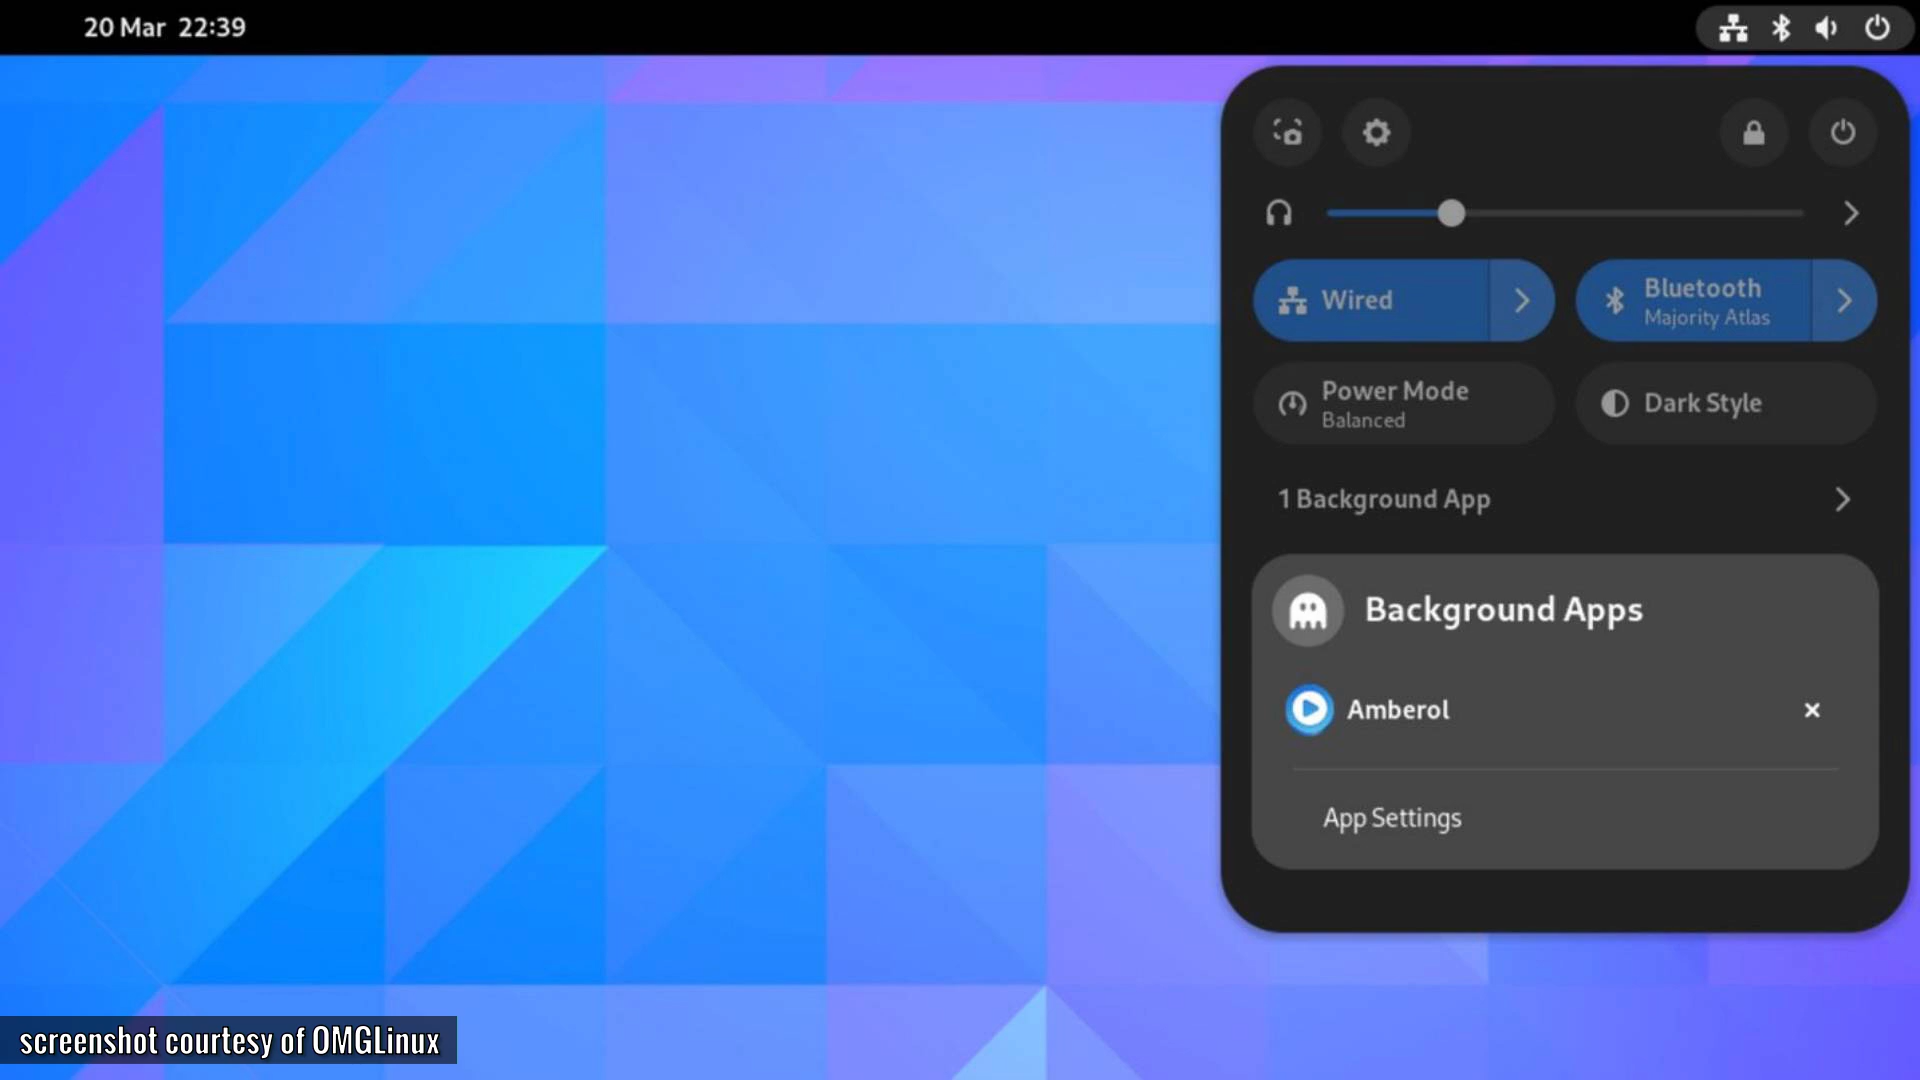 20 Mar 22:39
Wired
Bluetooth
Majority Atlas
Power Mode
Balanced
Dark Style
1 Background App
Background Apps
Amberol
App Settings
screenshot courtesy of OMGLinux